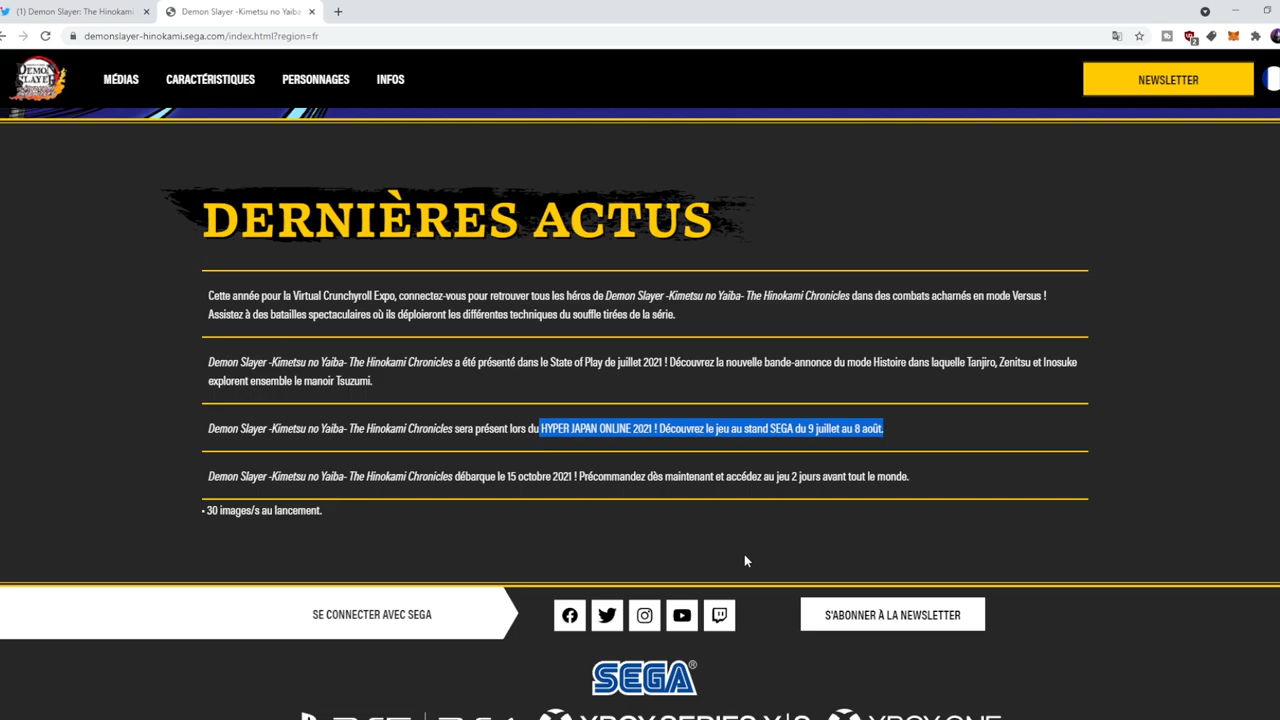 (1) Demon Slayer: The Hinokami
Demon Slayer -Kimetsu no Yaiba-
demonslayer-hinokami.sega.com/index.html?region=fr
2
DEMON SLAYER
MÉDIAS
CARACTÉRISTIQUES
PERSONNAGES
INFOS
NEWSLETTER
DERNIÈRES ACTUS
Cette année pour la Virtual Crunchyroll Expo, connectez-vous pour retrouver tous les héros de Demon Slayer -Kimetsu no Yaiba- The Hinokami Chronicles dans des combats acharnés en mode Versus !
Assistez à des batailles spectaculaires où ils déploieront les différentes techniques du souffle tirées de la série.
Demon Slayer -Kimetsu no Yaiba- The Hinokami Chronicles a été présenté dans le State of Play de juillet 2021 ! Découvrez la nouvelle bande-annonce du mode Histoire dans laquelle Tanjiro, Zenitsu et Inosuke
explorent ensemble le manoir Tsuzumi.
Demon Slayer -Kimetsu no Yaiba- The Hinokami Chronicles sera présent lors du HYPER JAPAN ONLINE 2021 ! Découvrez le jeu au stand SEGA du 9 juillet au 8 août.
Demon Slayer -Kimetsu no Yaiba- The Hinokami Chronicles débarque le 15 octobre 2021 ! Précommandez dès maintenant et accédez au jeu 2 jours avant tout le monde.
• 30 images/s au lancement.
SE CONNECTER AVEC SEGA
S'ABONNER À LA NEWSLETTER
SEGA®
PS5 | PS4
XBOX SERIES X|S
XBOX ONE